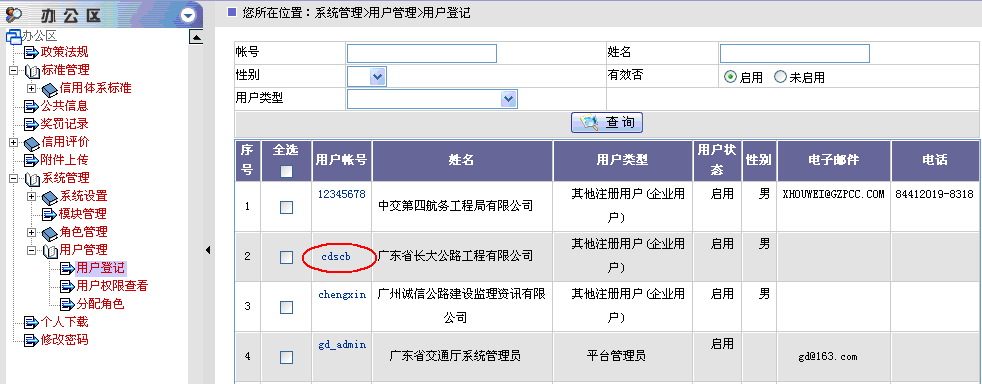 办公区
办公区
政策法规
标准管理
信用体系标准
公共信息
奖罚记录
信用评价
附件上传
系统管理
系统设置
模块管理
角色管理
用户管理
用户登记
用户权限查看
分配角色
个人下载
修改密码
您所在位置：系统管理>用户管理>用户登记
帐号 姓名
性别 有效否 启用 未启用
用户类型
查询
序号 全选 用户帐号 姓名 用户类型 用户状态 性别 电子邮件 电话
1 12345678 中交第四航务工程局有限公司 其他注册用户(企业用户) 启用 男 XHOUWEI@GZPCC.COM 84412019-8318
2 cdscb 广东省长大公路工程有限公司 其他注册用户(企业用户) 启用 男
3 chengxin 广州诚信公路建设监理资讯有限公司 其他注册用户(企业用户) 启用 男
4 gd_admin 广东省交通厅系统管理员 平台管理员 启用 gd@163.com